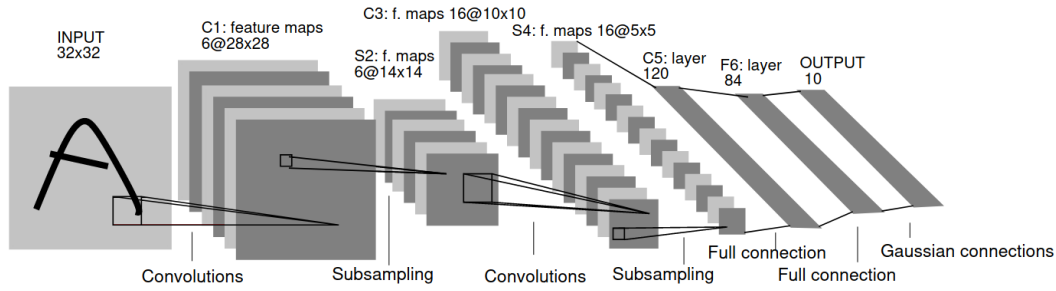 INPUT
32x32
C1: feature maps
6@28x28
S2: f. maps
6@14x14
C3: f. maps 16@10x10
S4: f. maps 16@5x5
C5: layer
120
F6: layer
84
OUTPUT
10
Convolutions
Subsampling
Convolutions
Subsampling
Full connection
Full connection
Gaussian connections